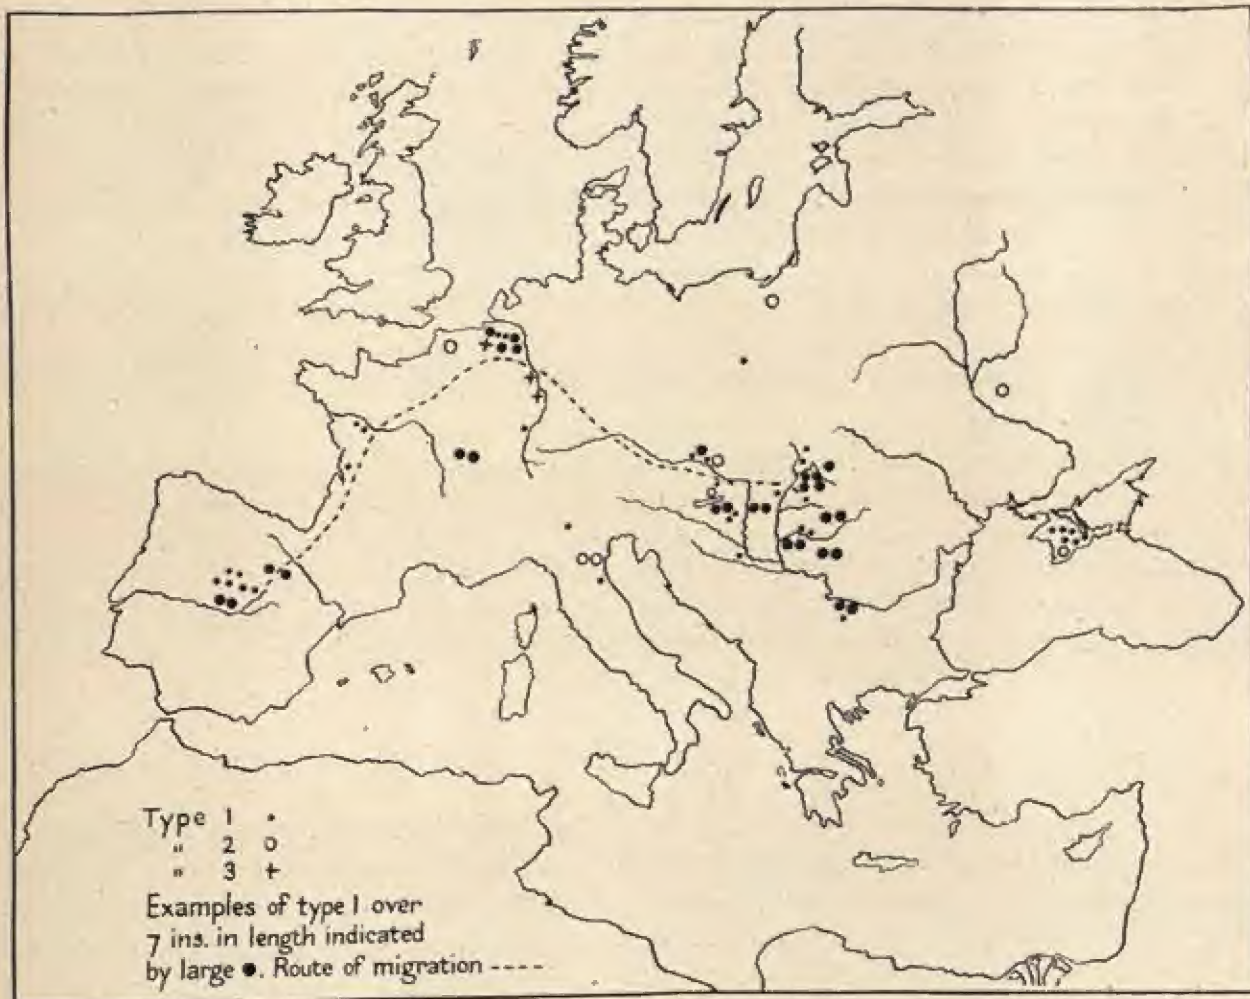 Type 1 •
" 2 o
" 3 +
Examples of type 1 over
7 ins. in length indicated
by large ●. Route of migration ----